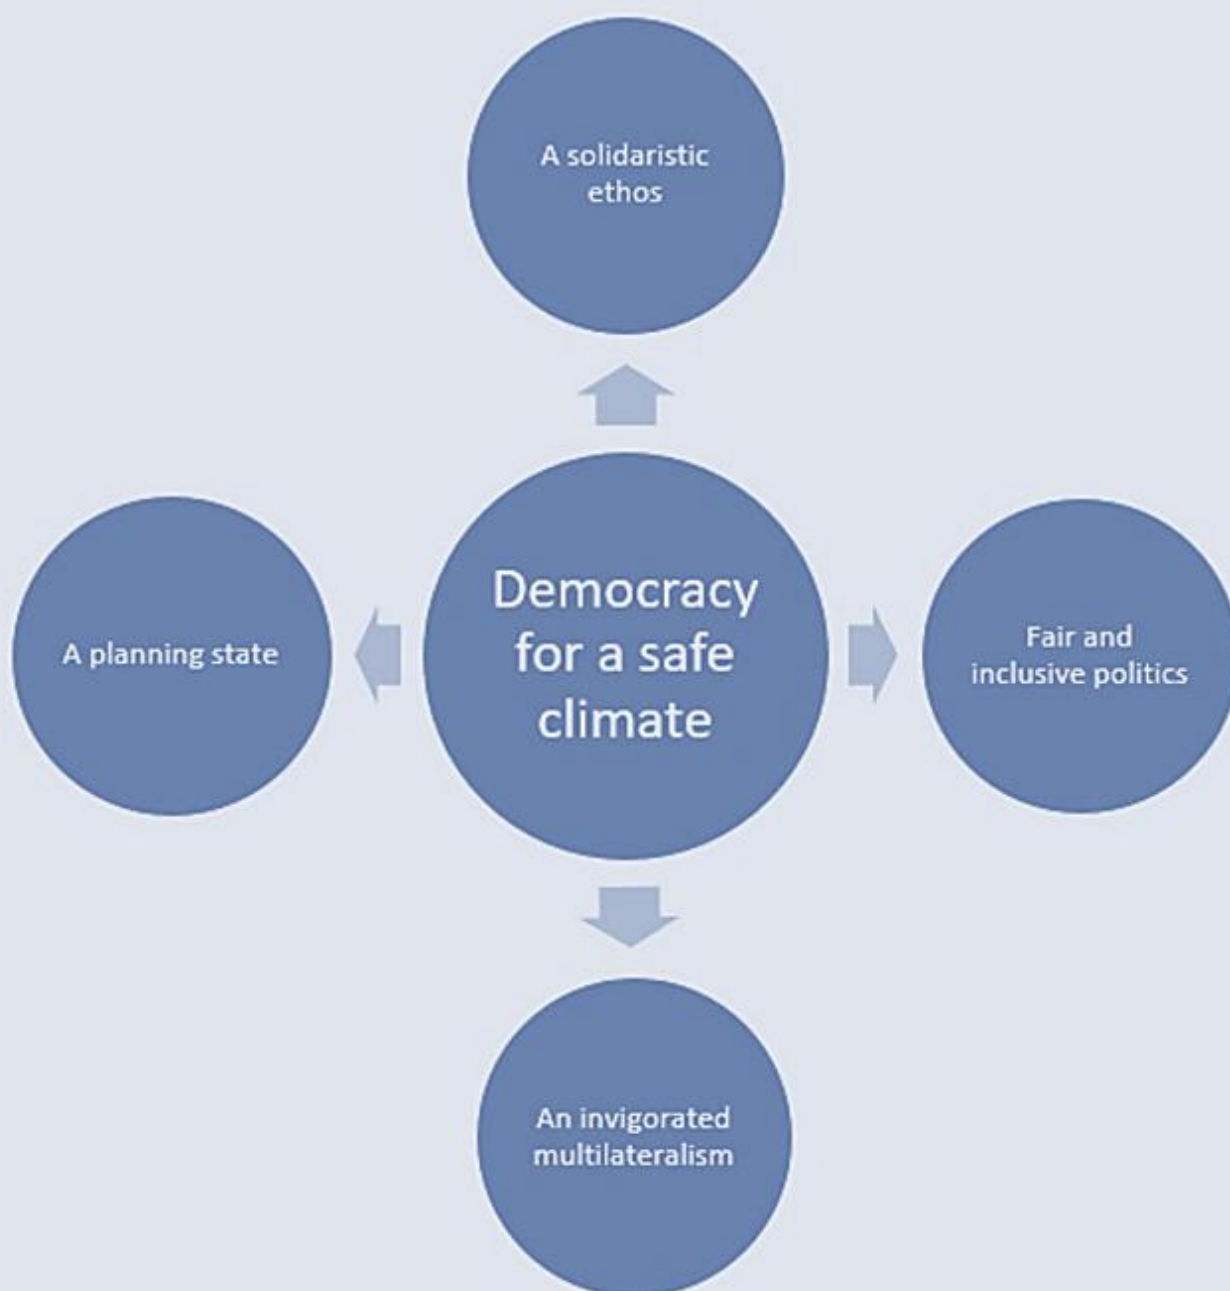 A solidaristic
ethos
A planning state
Democracy
for a safe
climate
Fair and
inclusive politics
An invigorated
multilateralism